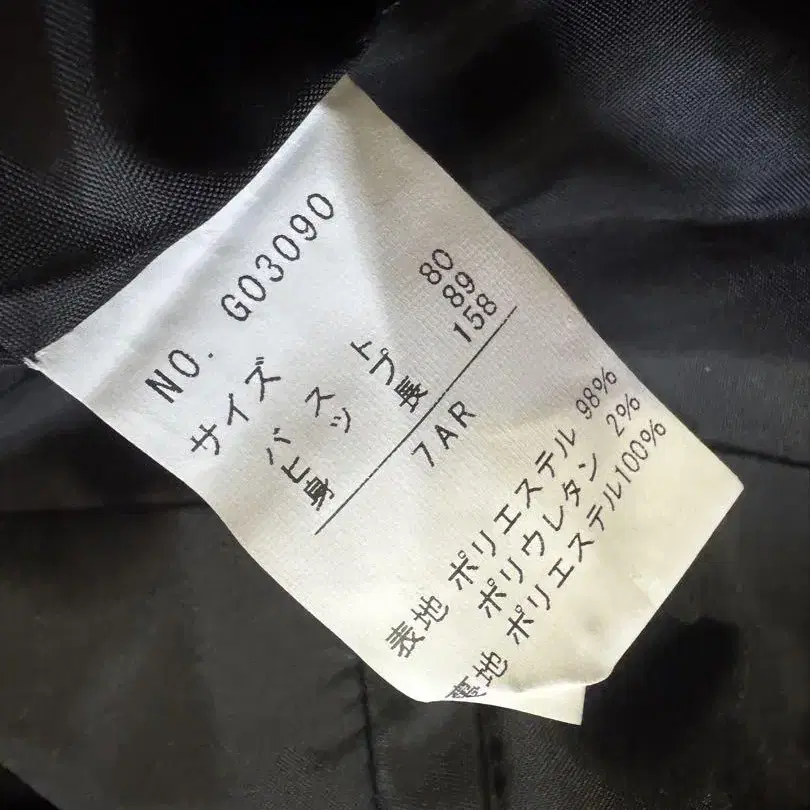 NO. G03090
サイズ
バスト 80
ヒップ 89
身長 158
7AR
表地 ポリエステル 98%
ポリウレタン 2%
裏地 ポリエステル100%